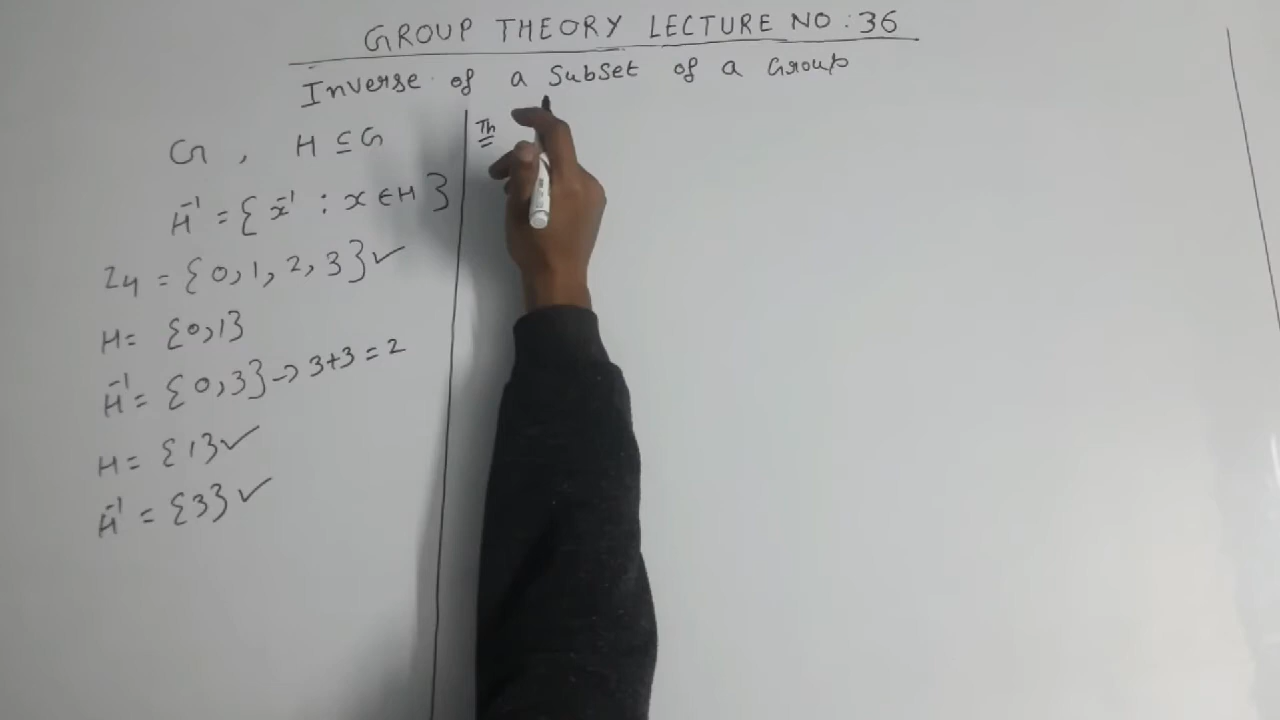 GROUP THEORY LECTURE NO : 36
Inverse of a Subset of a Group
G , H ⊆ G
H⁻¹ = { x⁻¹ : x ∈ H }
Z₄ = {0, 1, 2, 3} ✓
H = {0, 1}
H⁻¹ = {0, 3} → 3+3 = 2
H = {1} ✓
H⁻¹ = {3} ✓
Th